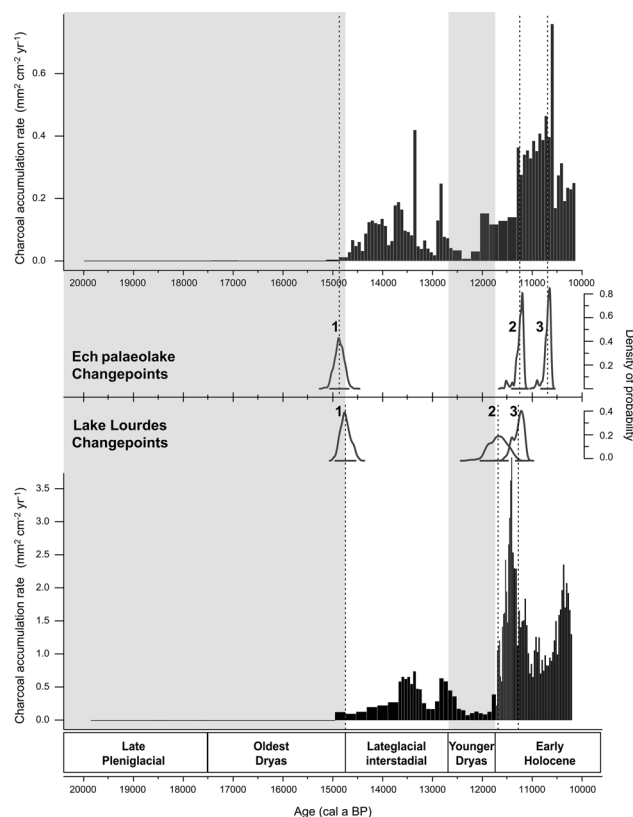 Charcoal accumulation rate (mm² cm⁻² yr⁻¹)
0.6
0.4
0.2
0.0
20000 19000 18000 17000 16000 15000 14000 13000 12000 11000 10000
1 2 3
Ech palaeolake
Changepoints
0.8
0.6
0.4
0.2
Density of probability
1 2 3
Lake Lourdes
Changepoints
0.4
0.2
0.0
Charcoal accumulation rate (mm² cm⁻² yr⁻¹)
3.5
3.0
2.5
2.0
1.5
1.0
0.5
0.0
Late
Pleniglacial
Oldest
Dryas
Lateglacial
interstadial
Younger
Dryas
Early
Holocene
20000 19000 18000 17000 16000 15000 14000 13000 12000 11000 10000
Age (cal a BP)